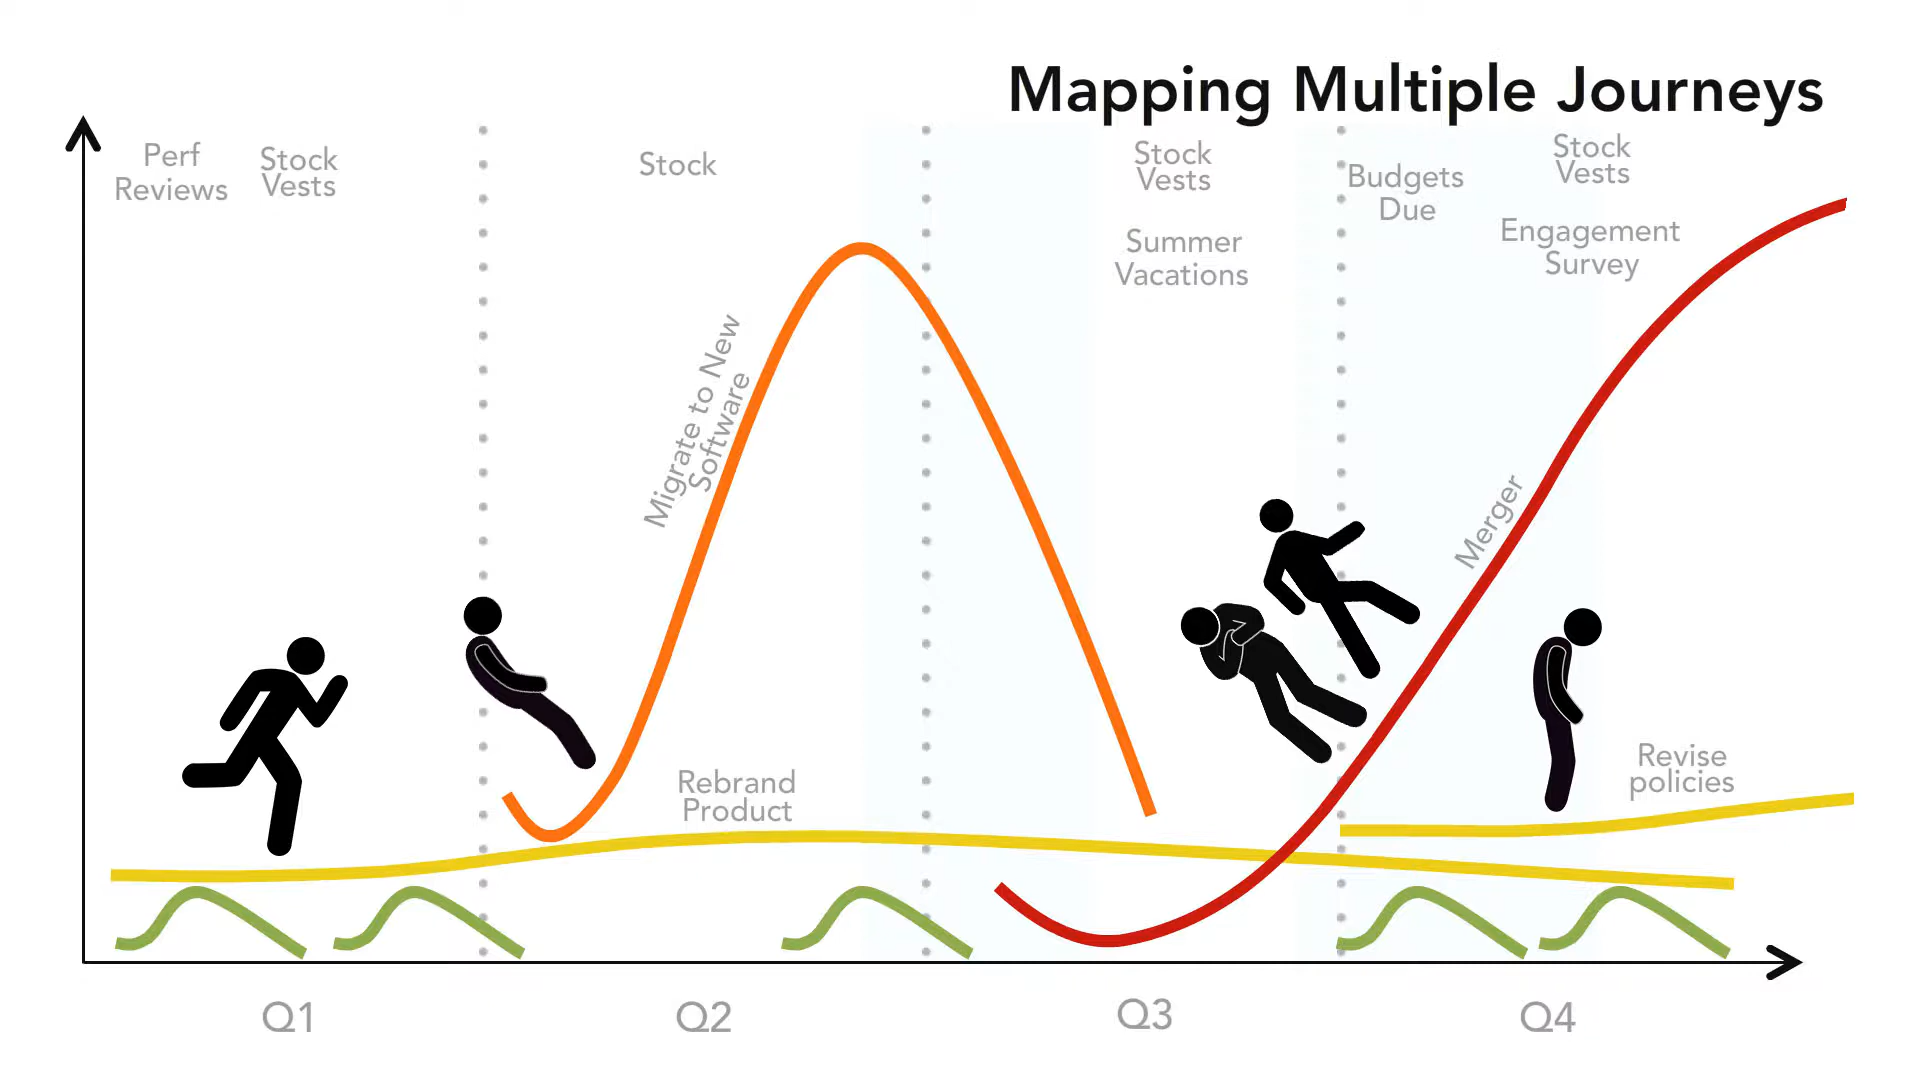 Mapping Multiple Journeys
Perf
Reviews
Stock
Vests
Stock
Stock
Vests
Summer
Vacations
Budgets
Due
Stock
Vests
Engagement
Survey
Migrate to New
Software
Merger
Rebrand
Product
Revise
policies
Q1
Q2
Q3
Q4